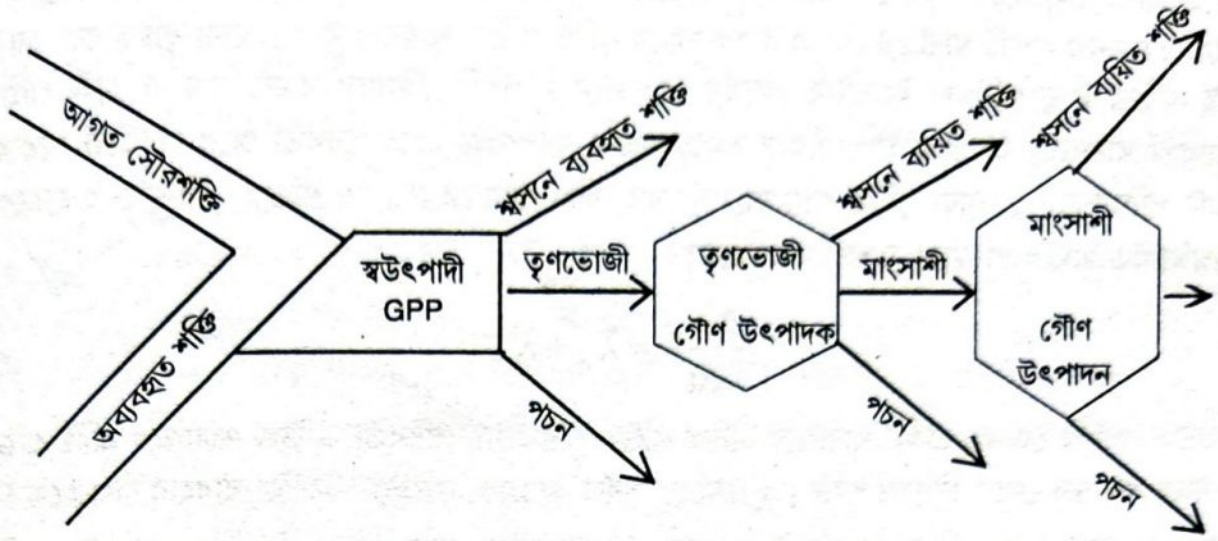 আগত সৌরশক্তি
অব্যবহৃত শক্তি
স্বউৎপাদী
GPP
শ্বসনে ব্যবহৃত শক্তি
তৃণভোজী
পচন
তৃণভোজী
গৌণ উৎপাদক
শ্বসনে ব্যয়িত শক্তি
মাংসাশী
পচন
মাংসাশী
গৌণ
উৎপাদন
শ্বসনে ব্যয়িত শক্তি
পচন